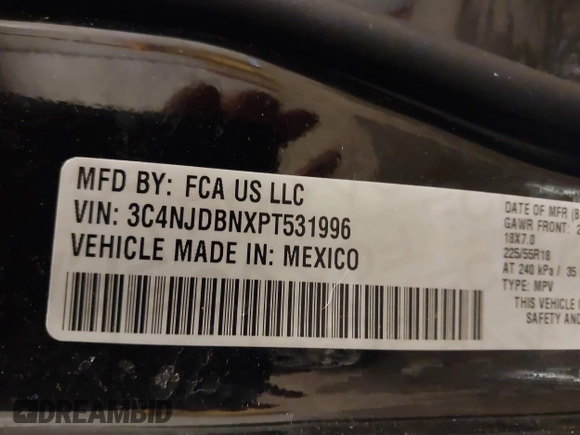 MFD BY: FCA US LLC
VIN: 3C4NJDBNXPT531996
VEHICLE MADE IN: MEXICO
DATE OF MFR
GAWR FRONT:
18X7.0
225/55R18
AT 240 kPa / 35
TYPE: MPV
THIS VEHICLE
SAFETY AND
DREAMBID